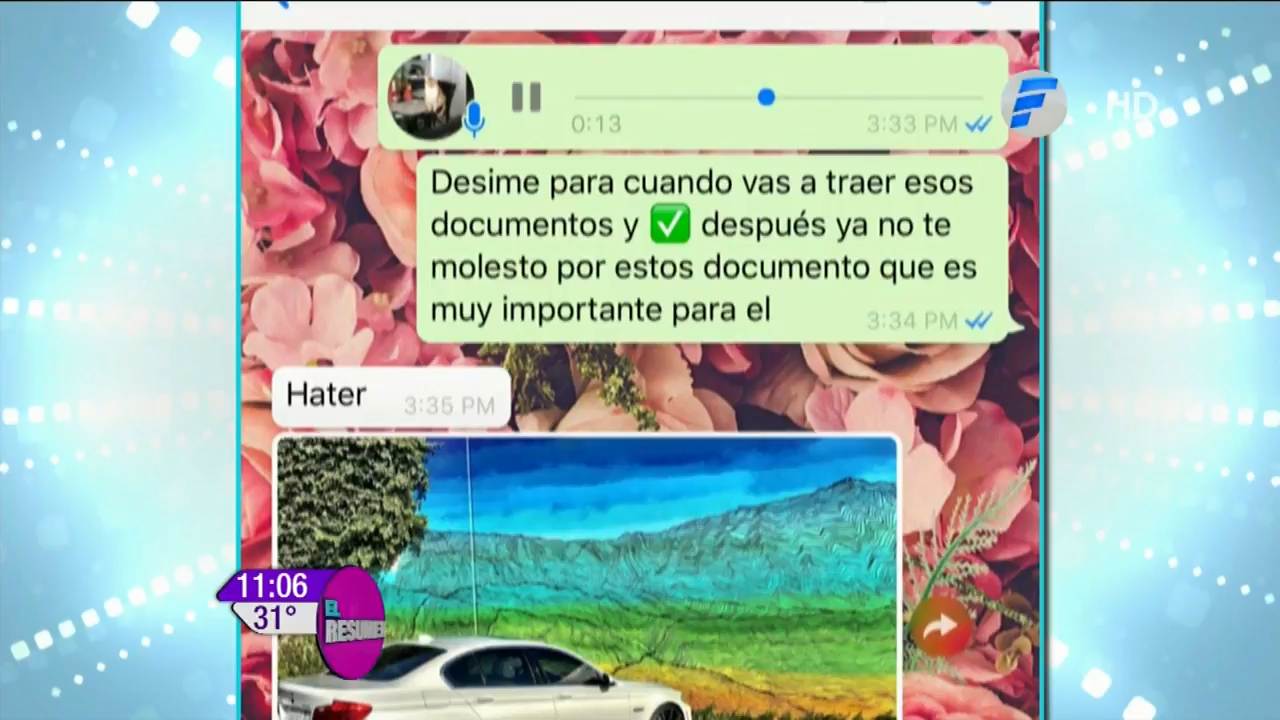 0:13
3:33 PM
HD
Desime para cuando vas a traer esos
documentos y ✅ después ya no te
molesto por estos documento que es
muy importante para el
3:34 PM
Hater
3:35 PM
11:06
31°
EL
RESUMEN